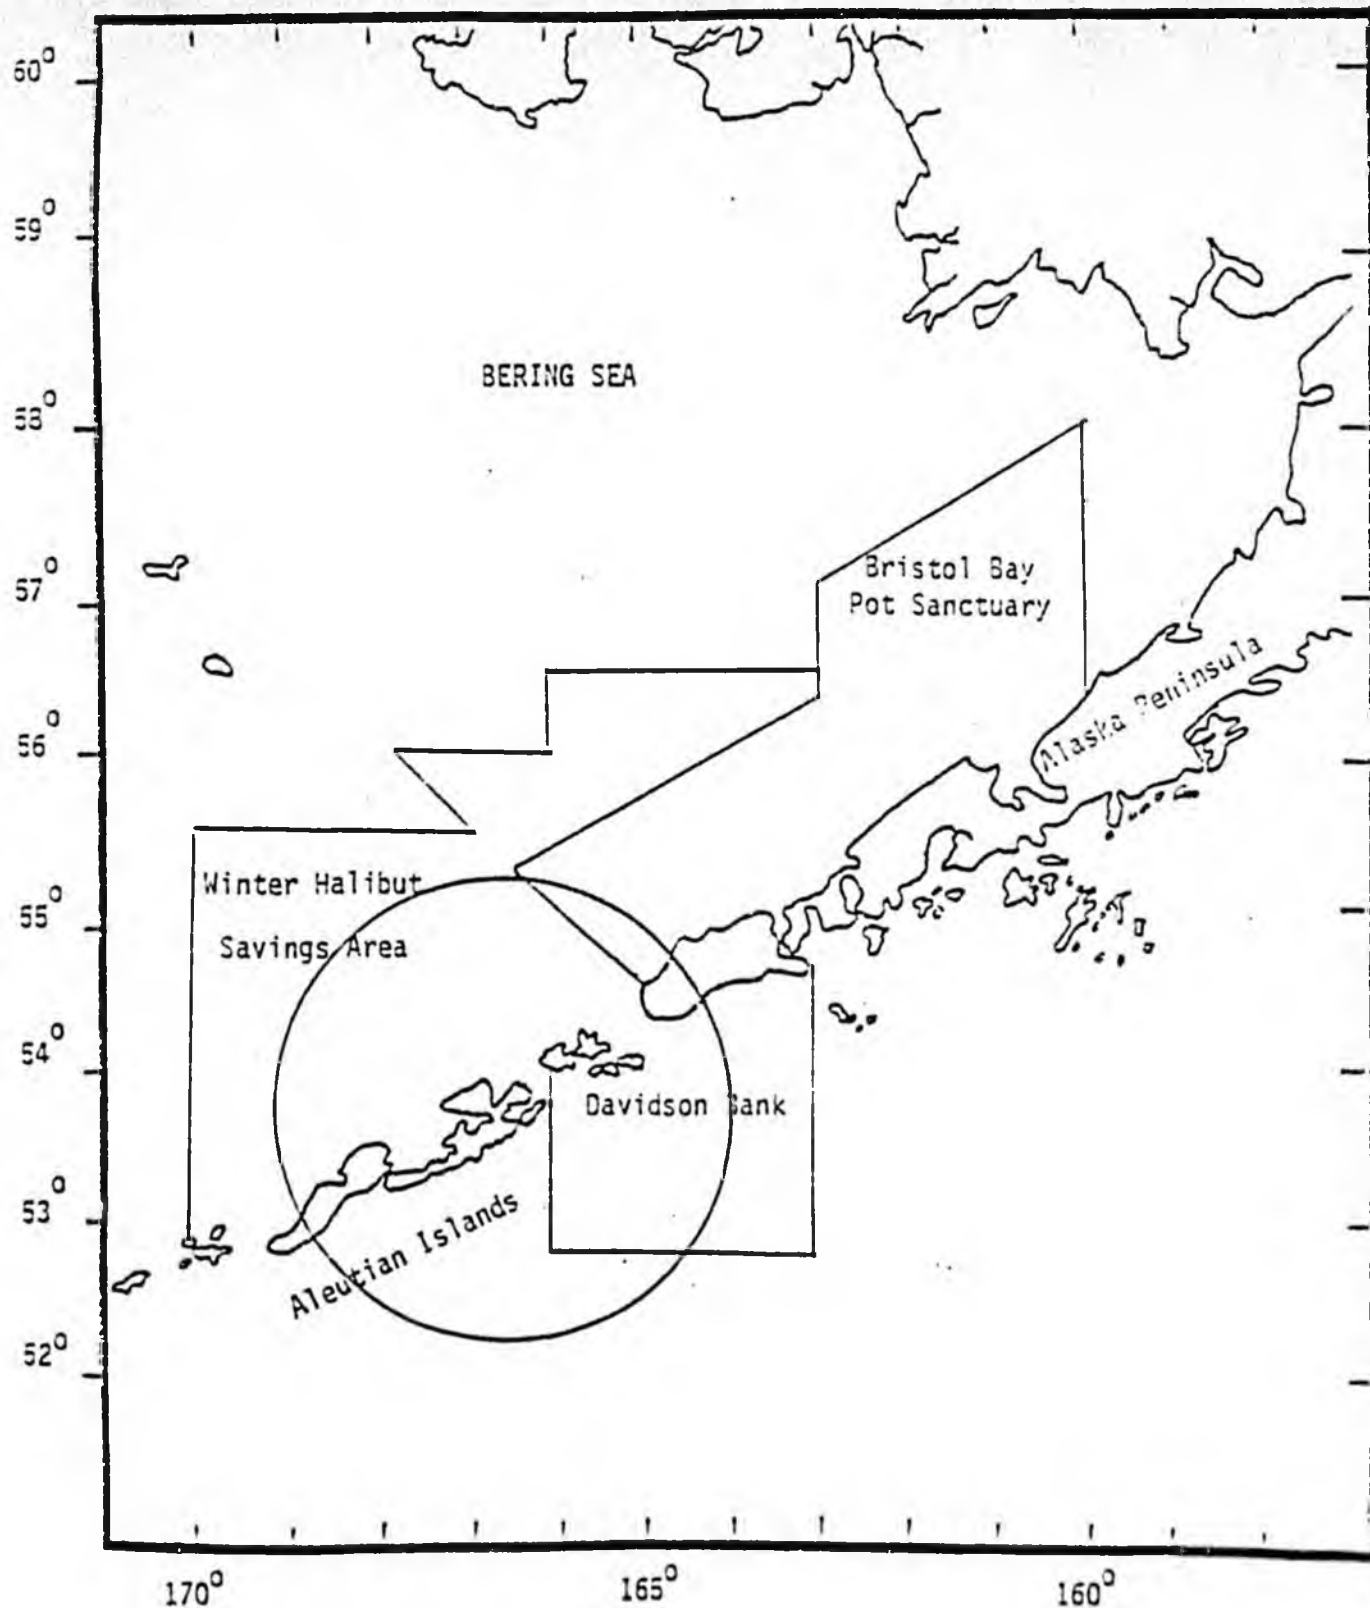 60°
59°
58°
57°
56°
55°
54°
53°
52°
BERING SEA
Bristol Bay
Pot Sanctuary
Alaska Peninsula
Winter Halibut
Savings Area
Davidson Bank
Aleutian Islands
170°
165°
160°